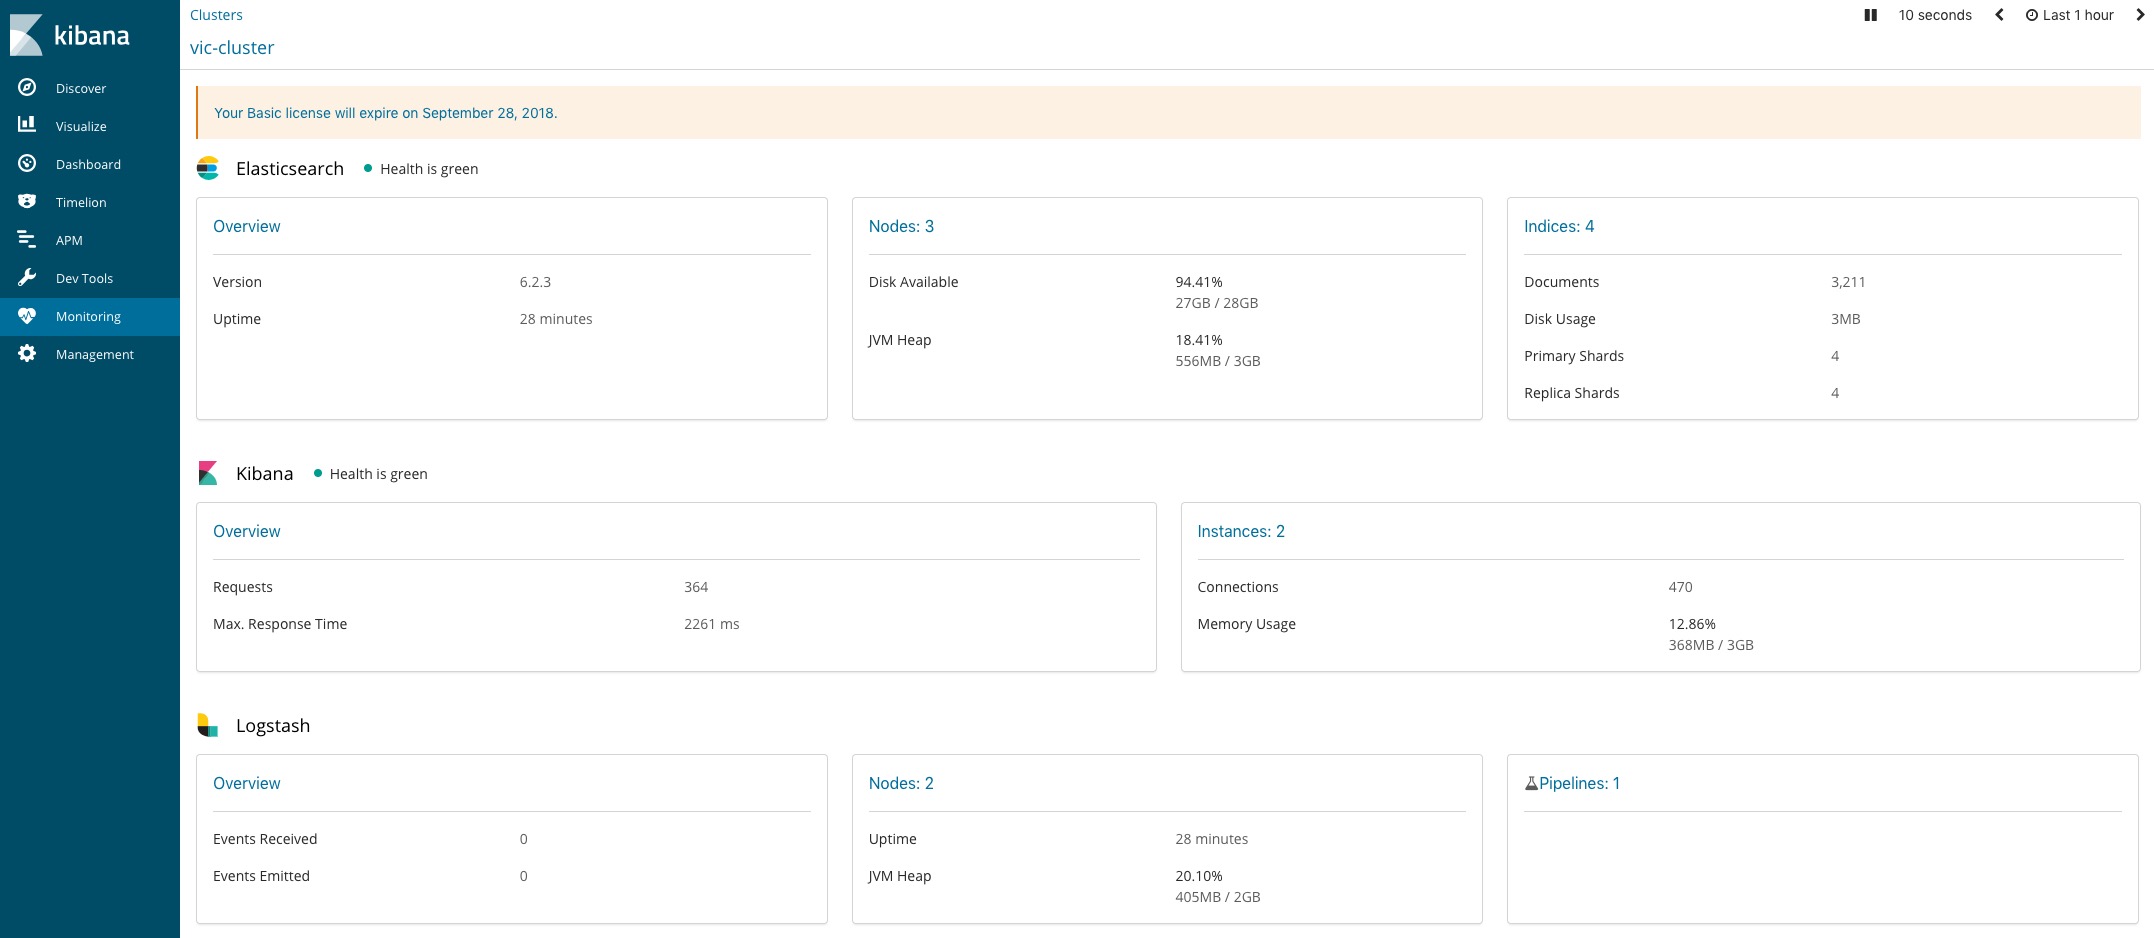 kibana
Discover
Visualize
Dashboard
Timelion
APM
Dev Tools
Monitoring
Management
Clusters
10 seconds Last 1 hour
vic-cluster
Your Basic license will expire on September 28, 2018.
Elasticsearch Health is green
Overview
Version 6.2.3
Uptime 28 minutes
Nodes: 3
Disk Available 94.41%
27GB / 28GB
JVM Heap 18.41%
556MB / 3GB
Indices: 4
Documents 3,211
Disk Usage 3MB
Primary Shards 4
Replica Shards 4
Kibana Health is green
Overview
Requests 364
Max. Response Time 2261 ms
Instances: 2
Connections 470
Memory Usage 12.86%
368MB / 3GB
Logstash
Overview
Events Received 0
Events Emitted 0
Nodes: 2
Uptime 28 minutes
JVM Heap 20.10%
405MB / 2GB
Pipelines: 1